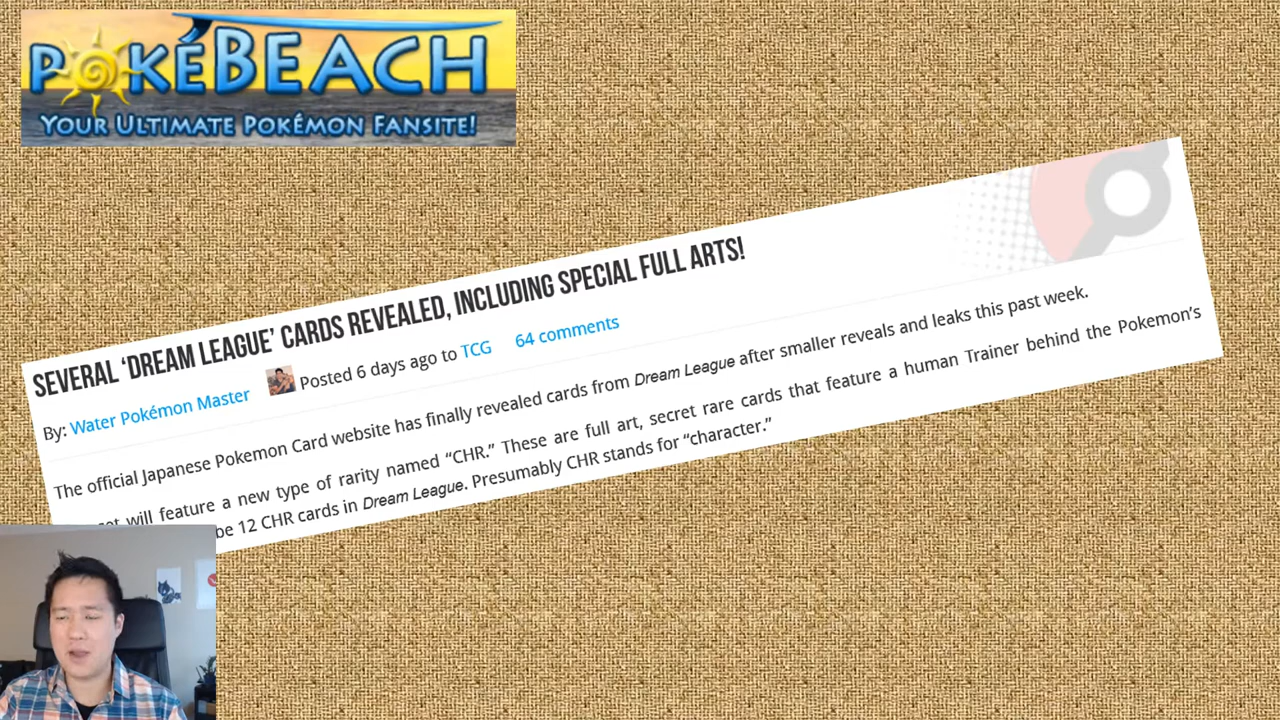 POKÉBEACH
YOUR ULTIMATE POKÉMON FANSITE!
SEVERAL ‘DREAM LEAGUE’ CARDS REVEALED, INCLUDING SPECIAL FULL ARTS!
By: Water Pokémon Master Posted 6 days ago to TCG 64 comments
The official Japanese Pokemon Card website has finally revealed cards from Dream League after smaller reveals and leaks this past week.
will feature a new type of rarity named “CHR.” These are full art, secret rare cards that feature a human Trainer behind the Pokemon’s
be 12 CHR cards in Dream League. Presumably CHR stands for “character.”